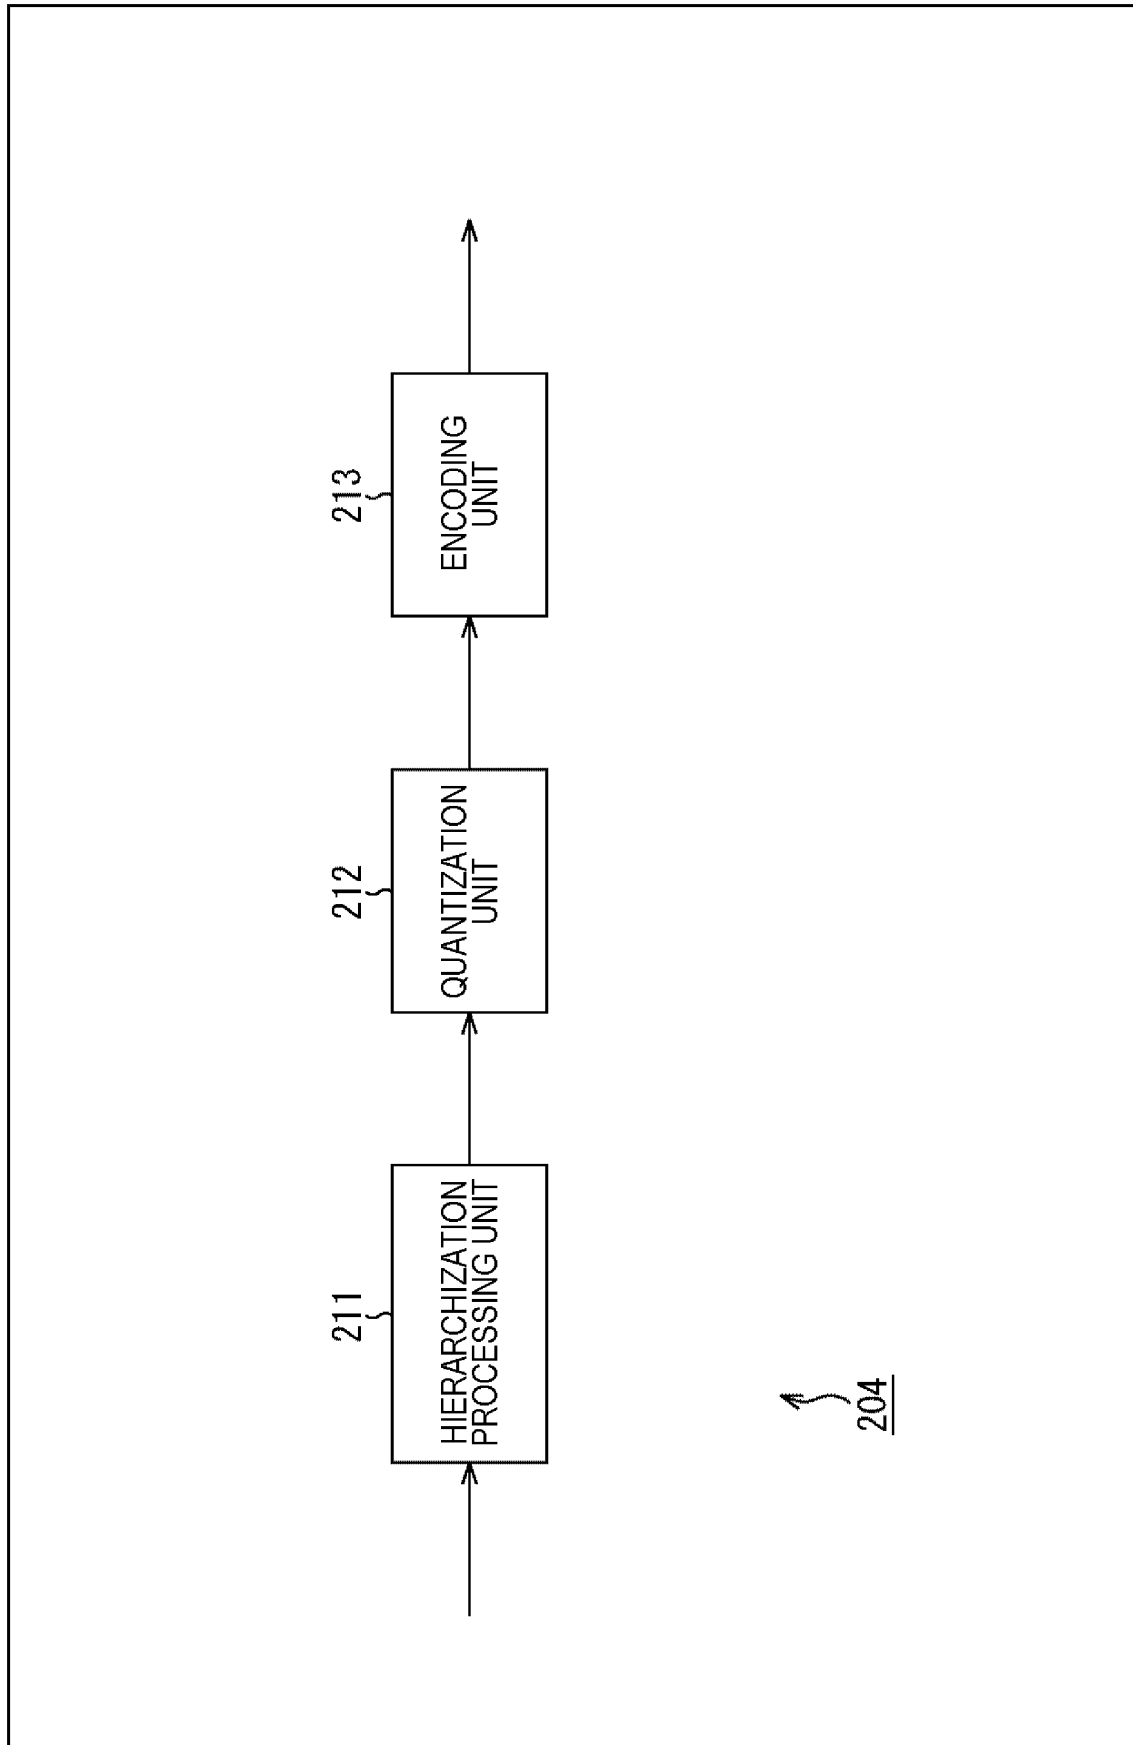 211
HIERARCHIZATION
PROCESSING UNIT
212
QUANTIZATION
UNIT
213
ENCODING
UNIT
204